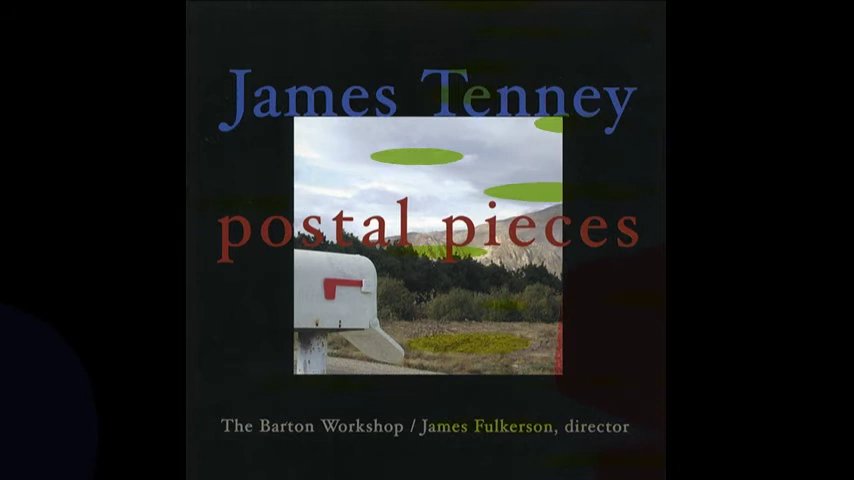 James Tenney
postal pieces
The Barton Workshop / James Fulkerson, director